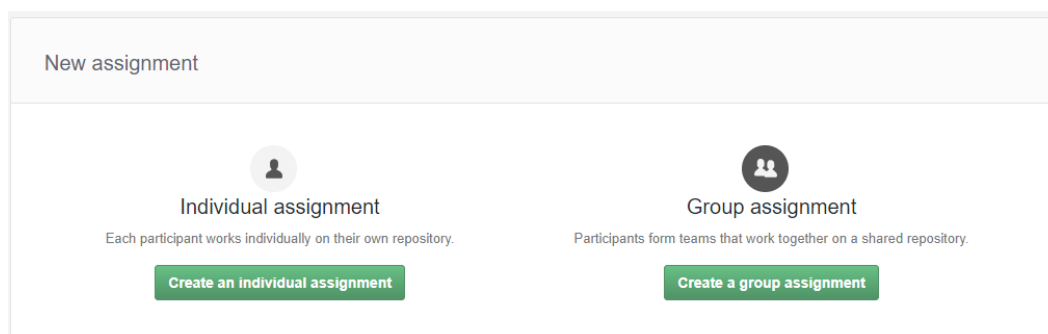 New assignment
Individual assignment
Each participant works individually on their own repository.
Create an individual assignment
Group assignment
Participants form teams that work together on a shared repository.
Create a group assignment